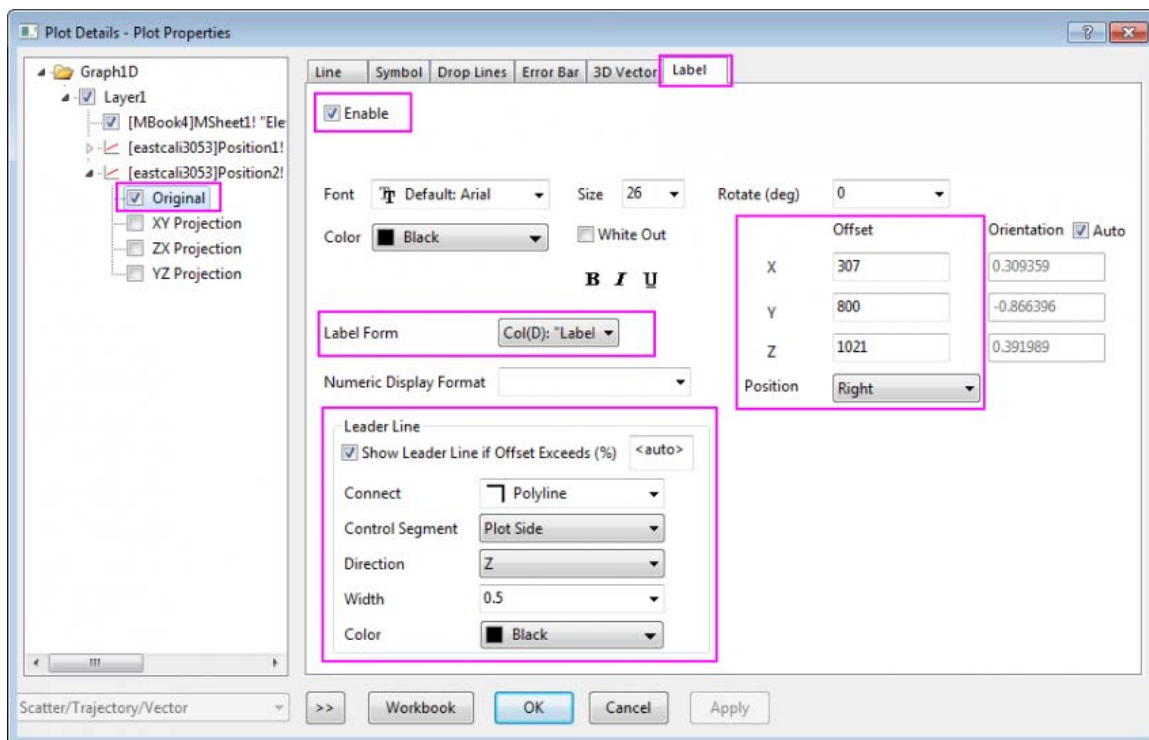 Plot Details - Plot Properties
Graph1D
Layer1
[MBook4]MSheet1! "Ele
[eastcali3053]Position1!
[eastcali3053]Position2!
Original
XY Projection
ZX Projection
YZ Projection
Line Symbol Drop Lines Error Bar 3D Vector Label
Enable
Font Default: Arial Size 26 Rotate (deg) 0
Color Black White Out Offset Orientation Auto
B I U X 307 0.309359
Y 800 -0.866396
Label Form Col(D): "Label Z 1021 0.391989
Numeric Display Format Position Right
Leader Line
Show Leader Line if Offset Exceeds (%) <auto>
Connect Polyline
Control Segment Plot Side
Direction Z
Width 0.5
Color Black
Scatter/Trajectory/Vector >> Workbook OK Cancel Apply